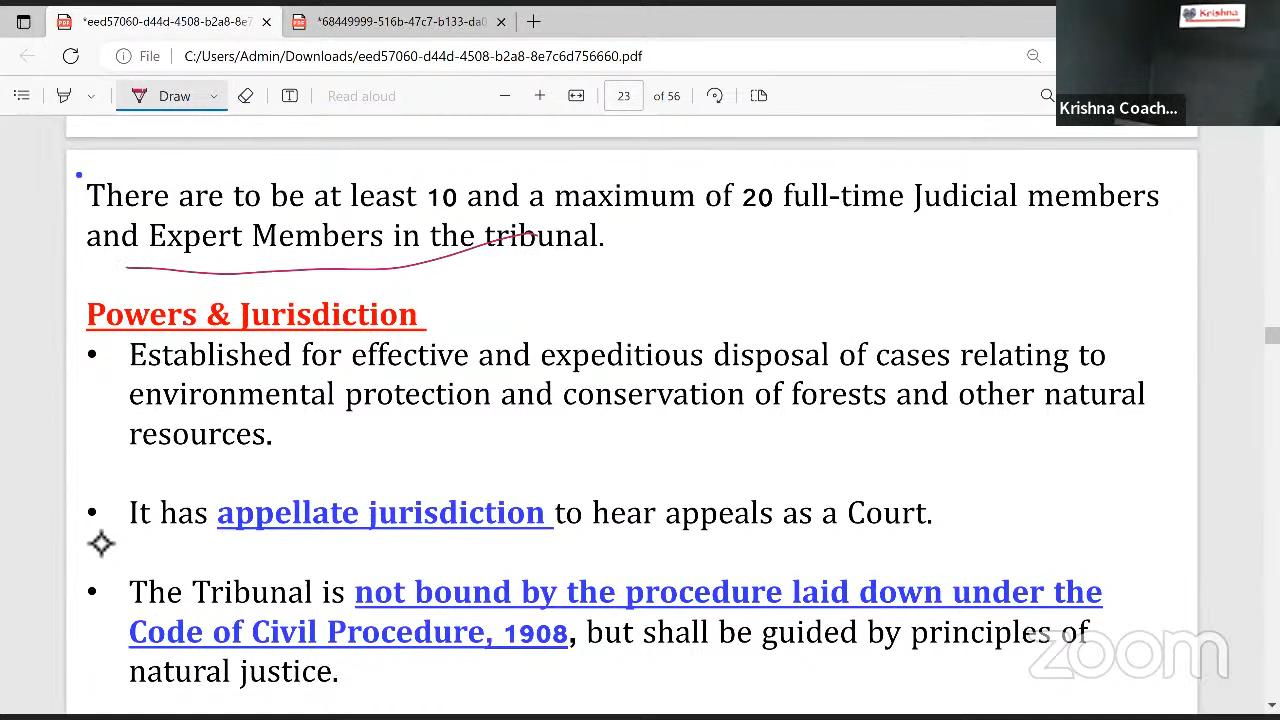 *eed57060-d44d-4508-b2a8-8e7
*68449999-516b-47c7-b133-dd
Krishna
File
C:/Users/Admin/Downloads/eed57060-d44d-4508-b2a8-8e7c6d756660.pdf
Draw
Read aloud
23 of 56
Krishna Coach...
There are to be at least 10 and a maximum of 20 full-time Judicial members
and Expert Members in the tribunal.
Powers & Jurisdiction
• Established for effective and expeditious disposal of cases relating to
environmental protection and conservation of forests and other natural
resources.
• It has appellate jurisdiction to hear appeals as a Court.
• The Tribunal is not bound by the procedure laid down under the
Code of Civil Procedure, 1908, but shall be guided by principles of
natural justice.
zoom